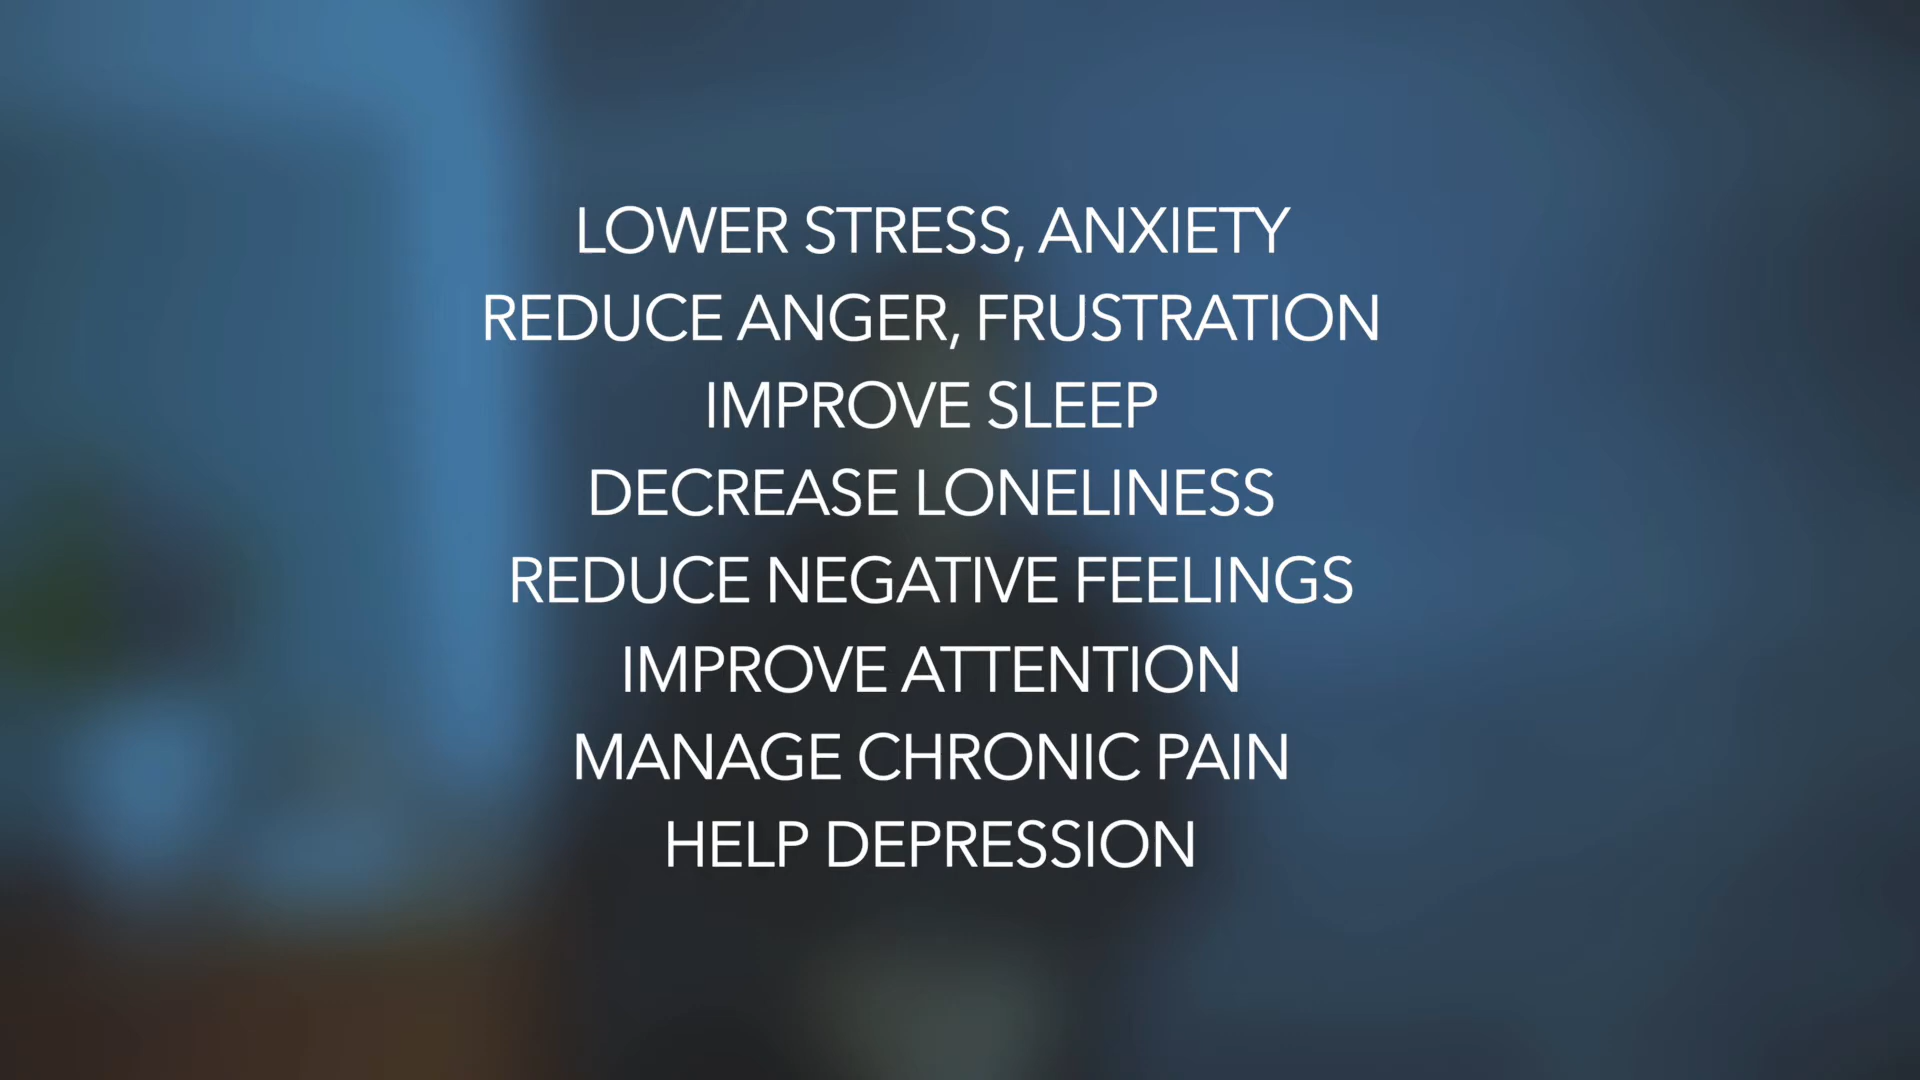 LOWER STRESS, ANXIETY
REDUCE ANGER, FRUSTRATION
IMPROVE SLEEP
DECREASE LONELINESS
REDUCE NEGATIVE FEELINGS
IMPROVE ATTENTION
MANAGE CHRONIC PAIN
HELP DEPRESSION